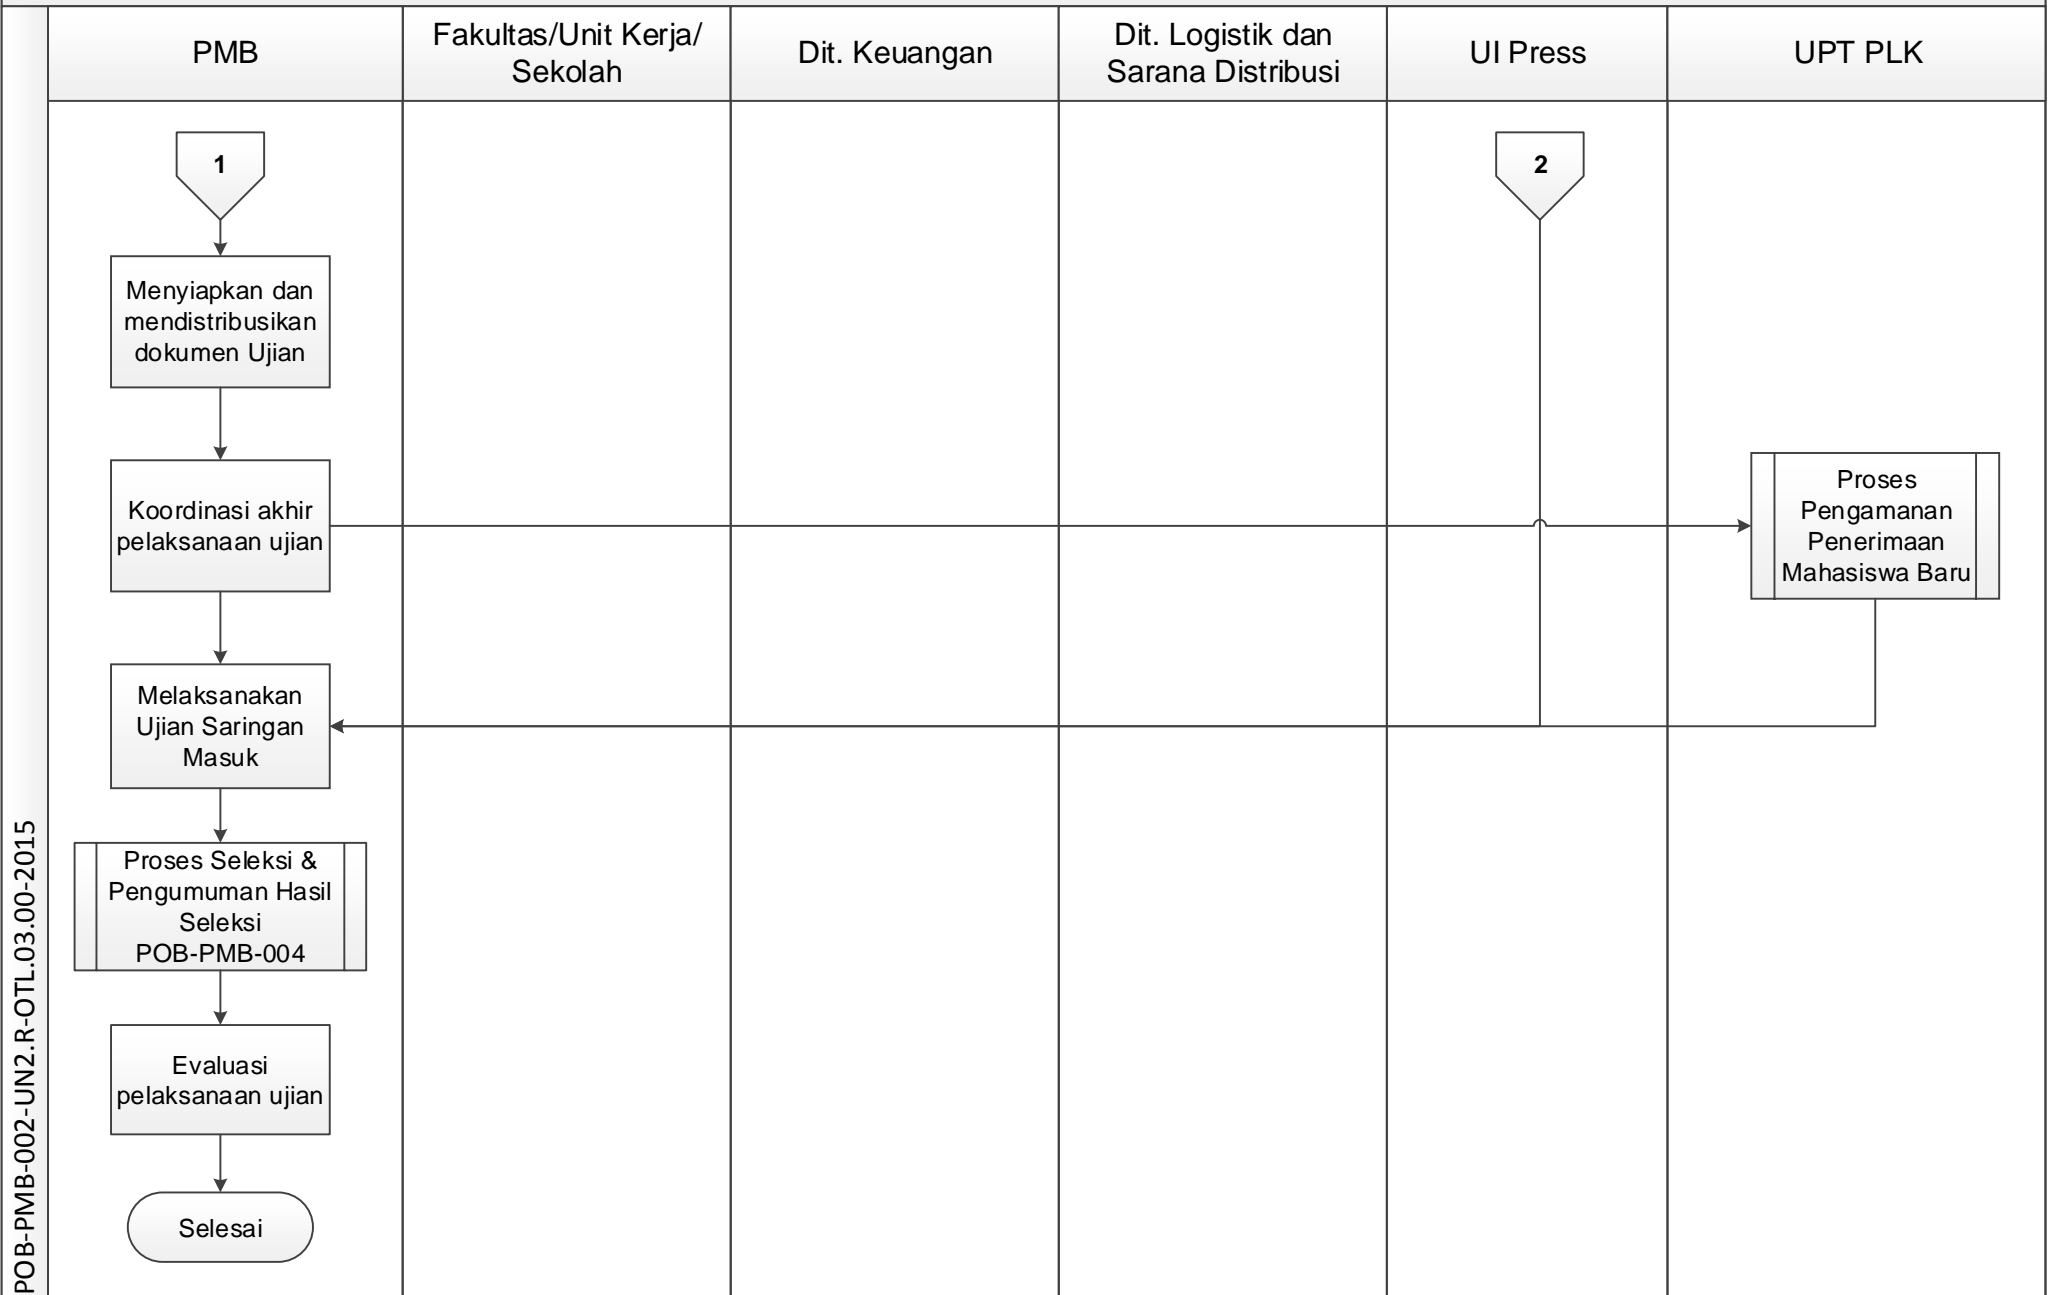 PMB
Fakultas/Unit Kerja/
Sekolah
Dit. Keuangan
Dit. Logistik dan
Sarana Distribusi
UI Press
UPT PLK
1
2
Menyiapkan dan
mendistribusikan
dokumen Ujian
Koordinasi akhir
pelaksanaan ujian
Proses
Pengamanan
Penerimaan
Mahasiswa Baru
Melaksanakan
Ujian Saringan
Masuk
Proses Seleksi &
Pengumuman Hasil
Seleksi
POB-PMB-004
Evaluasi
pelaksanaan ujian
Selesai
POB-PMB-002-UN2.R-OTL.03.00-2015